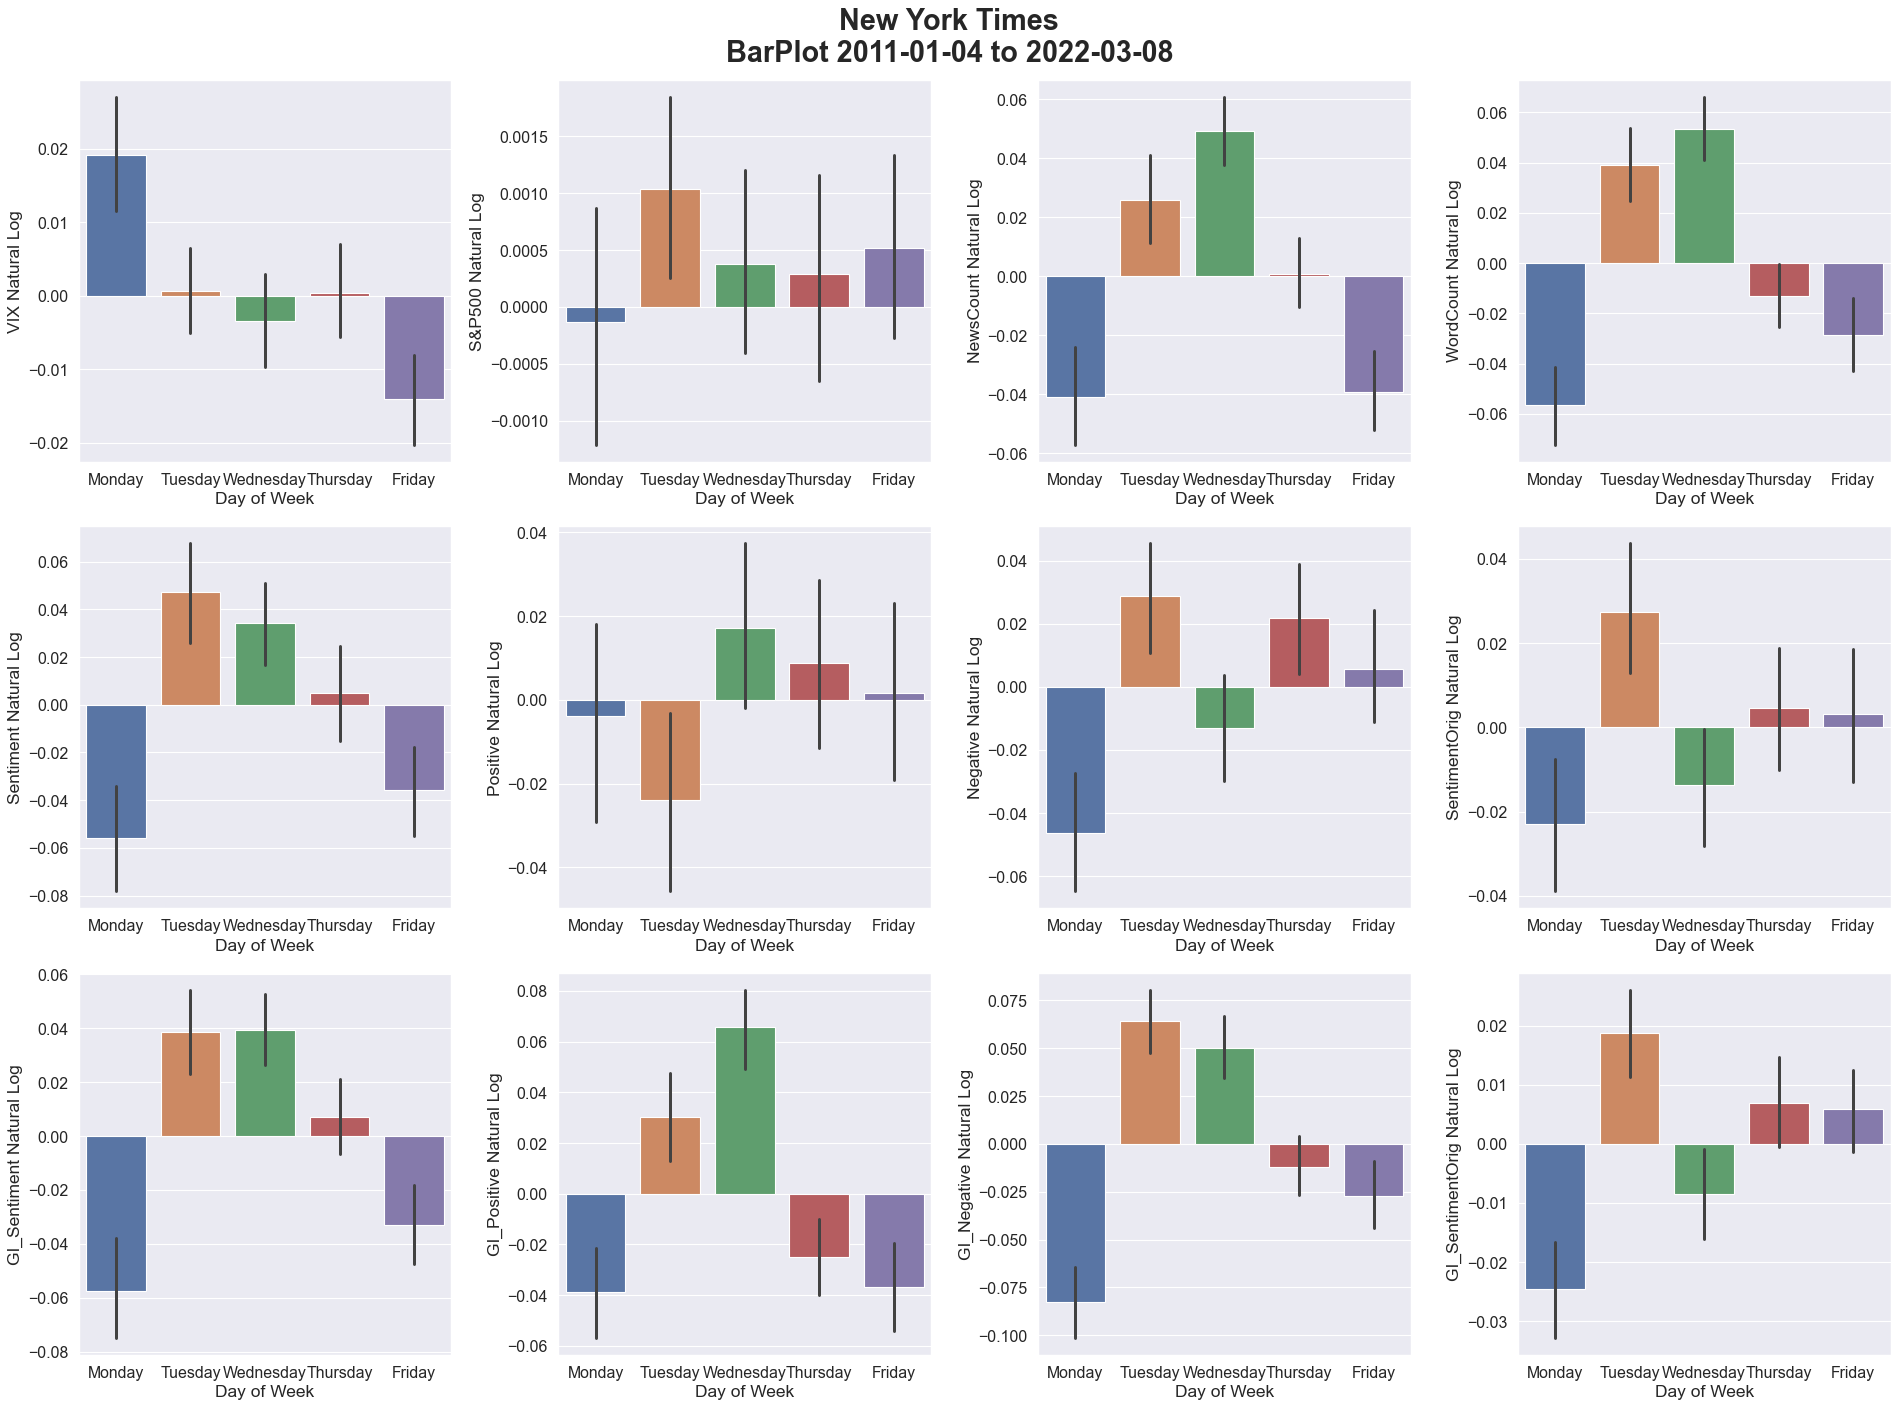 New York Times
BarPlot 2011-01-04 to 2022-03-08
VIX Natural Log
0.02
0.01
0.00
−0.01
−0.02
Monday Tuesday Wednesday Thursday Friday
Day of Week
S&P500 Natural Log
0.0015
0.0010
0.0005
0.0000
−0.0005
−0.0010
Monday Tuesday Wednesday Thursday Friday
Day of Week
NewsCount Natural Log
0.06
0.04
0.02
0.00
−0.02
−0.04
−0.06
Monday Tuesday Wednesday Thursday Friday
Day of Week
WordCount Natural Log
0.06
0.04
0.02
0.00
−0.02
−0.04
−0.06
Monday Tuesday Wednesday Thursday Friday
Day of Week
Sentiment Natural Log
0.06
0.04
0.02
0.00
−0.02
−0.04
−0.06
−0.08
Monday Tuesday Wednesday Thursday Friday
Day of Week
Positive Natural Log
0.04
0.02
0.00
−0.02
−0.04
Monday Tuesday Wednesday Thursday Friday
Day of Week
Negative Natural Log
0.04
0.02
0.00
−0.02
−0.04
−0.06
Monday Tuesday Wednesday Thursday Friday
Day of Week
SentimentOrig Natural Log
0.04
0.02
0.00
−0.02
−0.04
Monday Tuesday Wednesday Thursday Friday
Day of Week
GI_Sentiment Natural Log
0.06
0.04
0.02
0.00
−0.02
−0.04
−0.06
−0.08
Monday Tuesday Wednesday Thursday Friday
Day of Week
GI_Positive Natural Log
0.08
0.06
0.04
0.02
0.00
−0.02
−0.04
−0.06
Monday Tuesday Wednesday Thursday Friday
Day of Week
GI_Negative Natural Log
0.075
0.050
0.025
0.000
−0.025
−0.050
−0.075
−0.100
Monday Tuesday Wednesday Thursday Friday
Day of Week
GI_SentimentOrig Natural Log
0.02
0.01
0.00
−0.01
−0.02
−0.03
Monday Tuesday Wednesday Thursday Friday
Day of Week